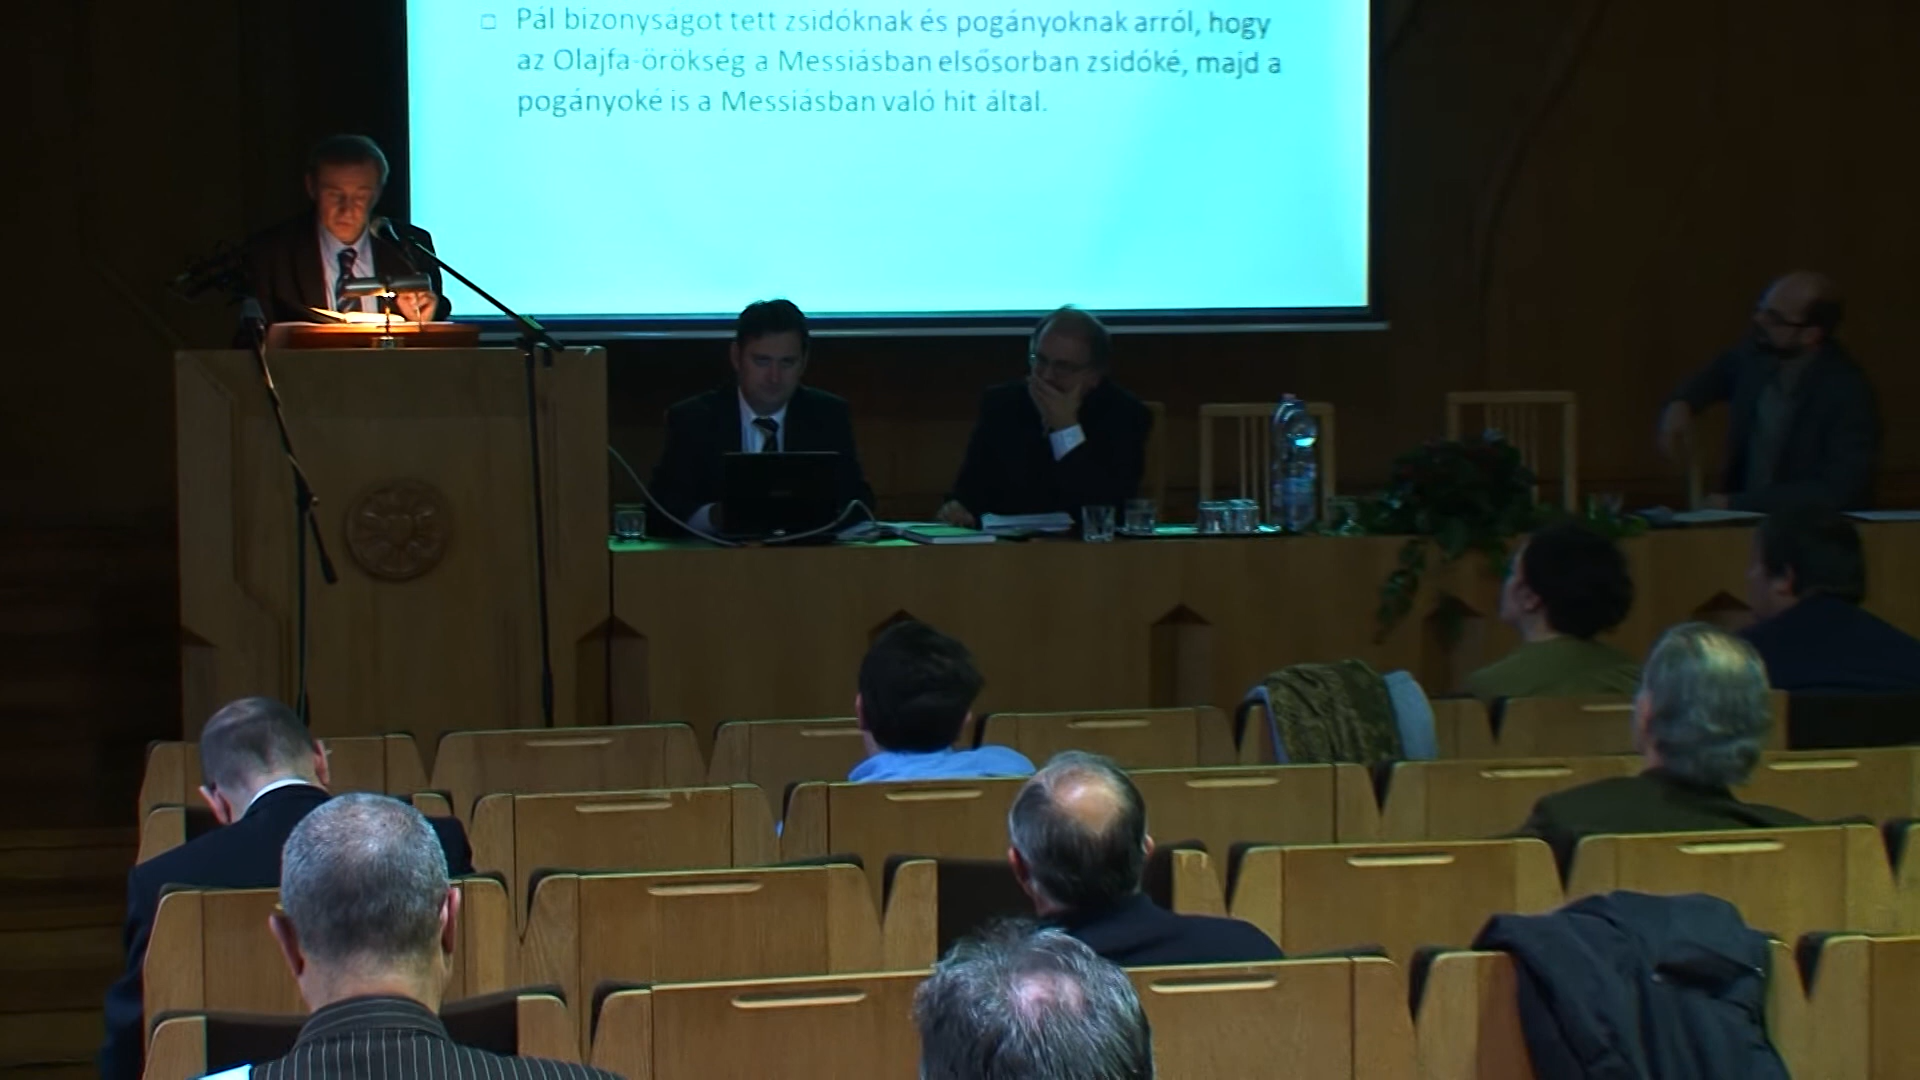 Pál bizonyságot tett zsidóknak és pogányoknak arról, hogy
az Olajfa-örökség a Messiásban elsősorban zsidóké, majd a
pogányoké is a Messiásban való hit által.